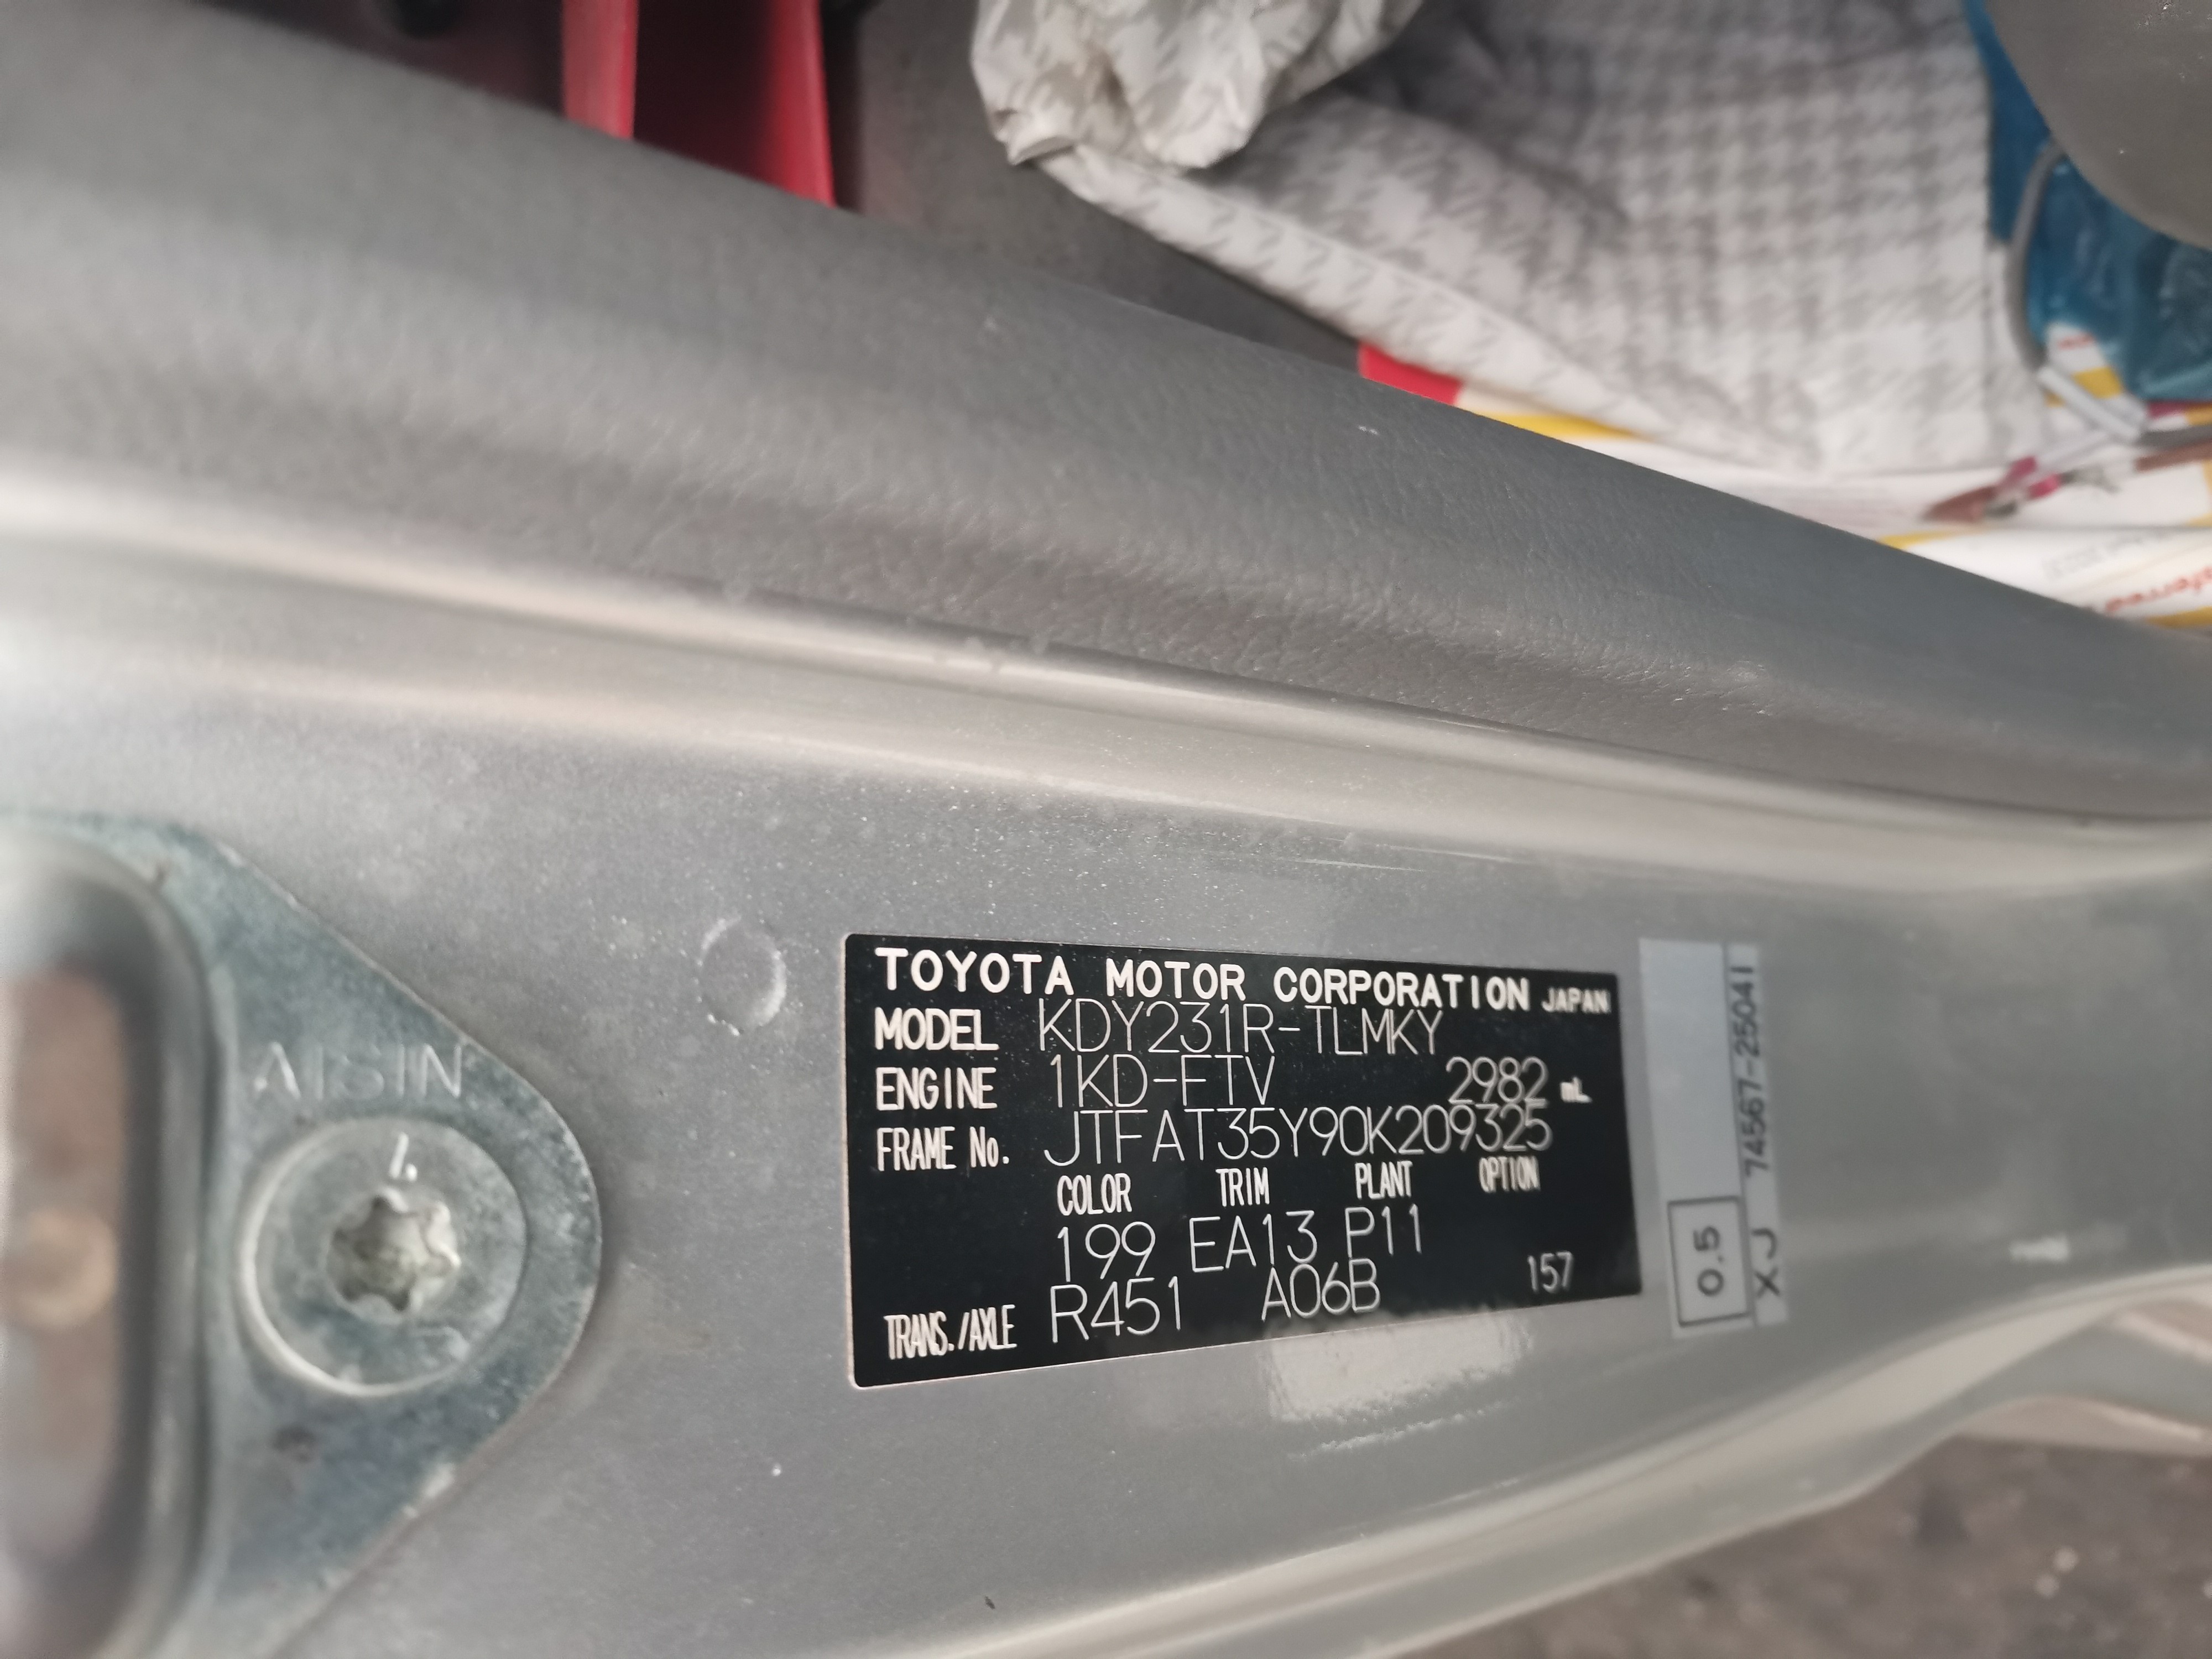 TOYOTA MOTOR CORPORATION JAPAN
MODEL KDY231R-TLMKY
ENGINE 1KD-FTV 2982 mL
FRAME No. JTFAT35Y90K209325
COLOR TRIM PLANT OPTION
199 EA13 P11
TRANS./AXLE R451 A06B 157
0.5
XJ 74567-25041
AISIN